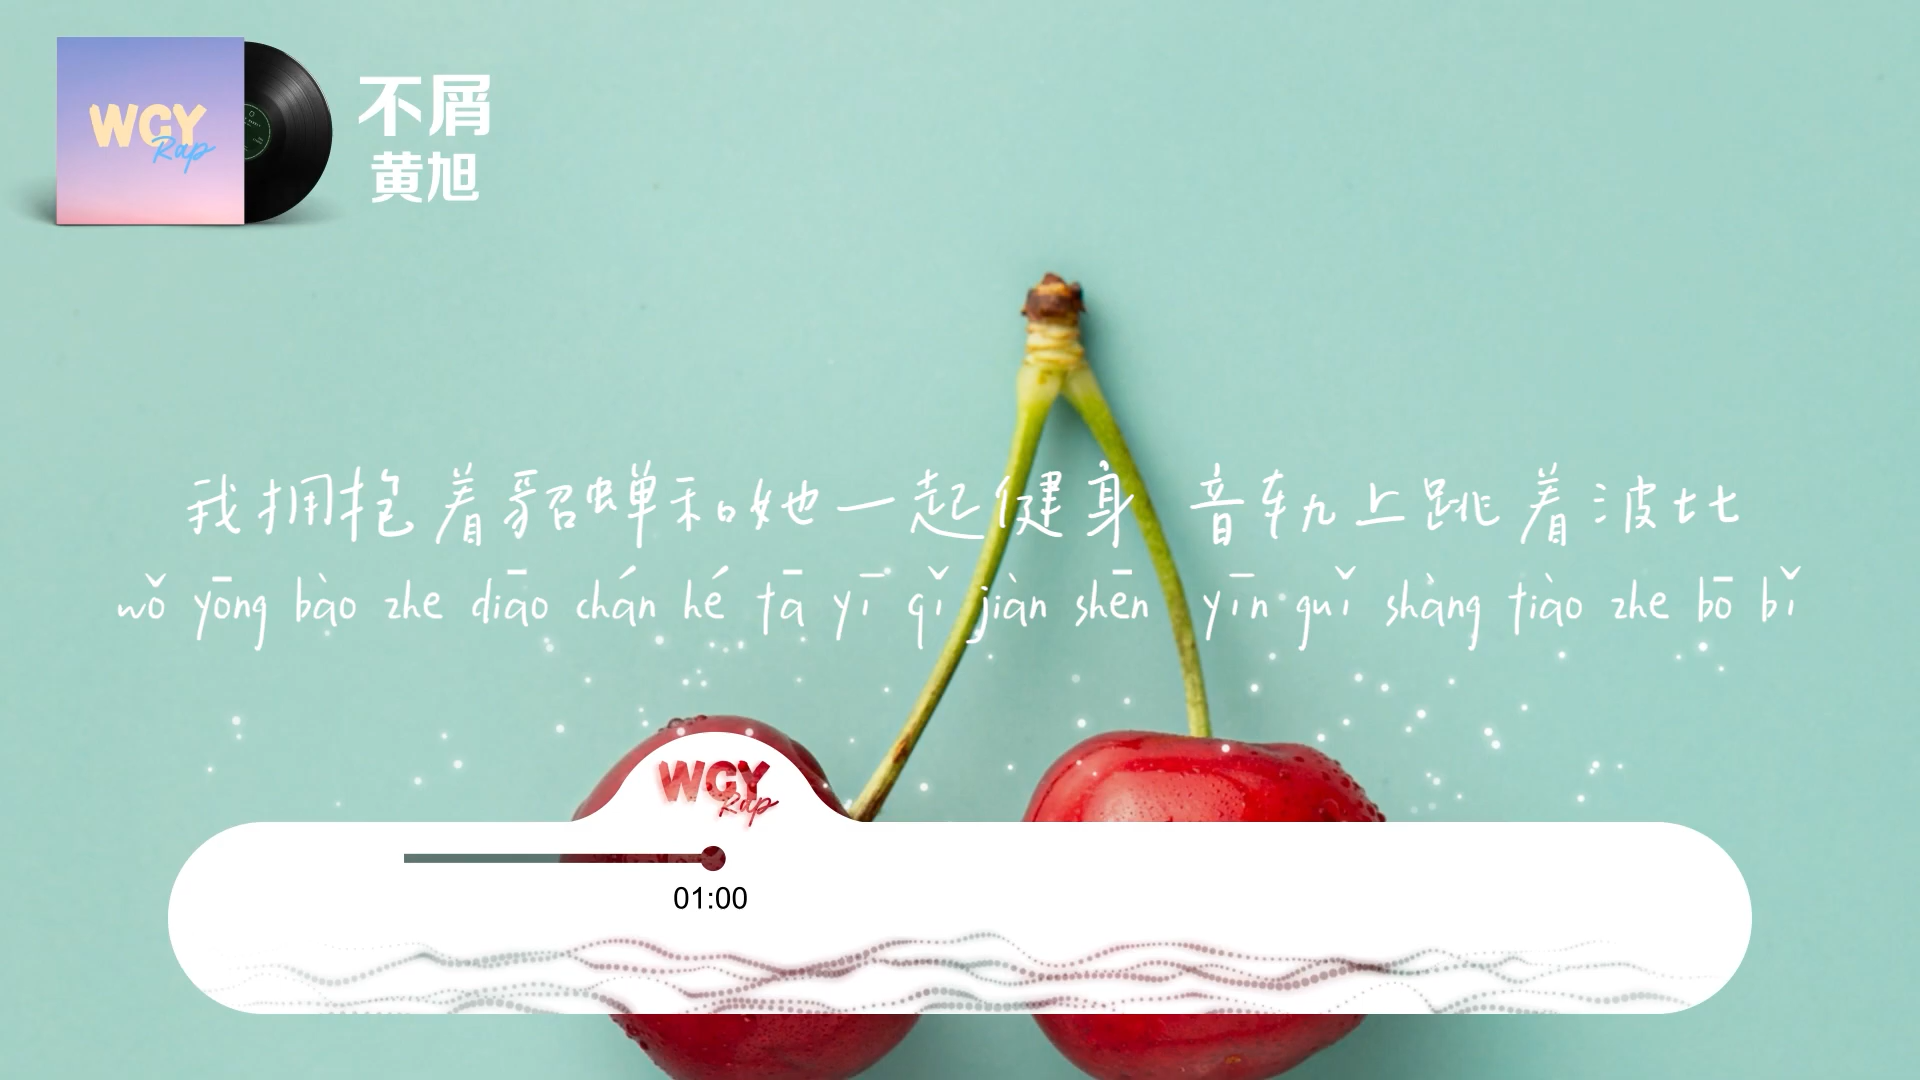 WCY
Rap
不屑
黄旭
我拥抱着貂蝉和她一起健身 音轨上跳着波比
wǒ yōng bào zhe diāo chán hé tā yī qǐ jiàn shēn yīn guǐ shàng tiào zhe bō bǐ
WCY
Rap
01:00